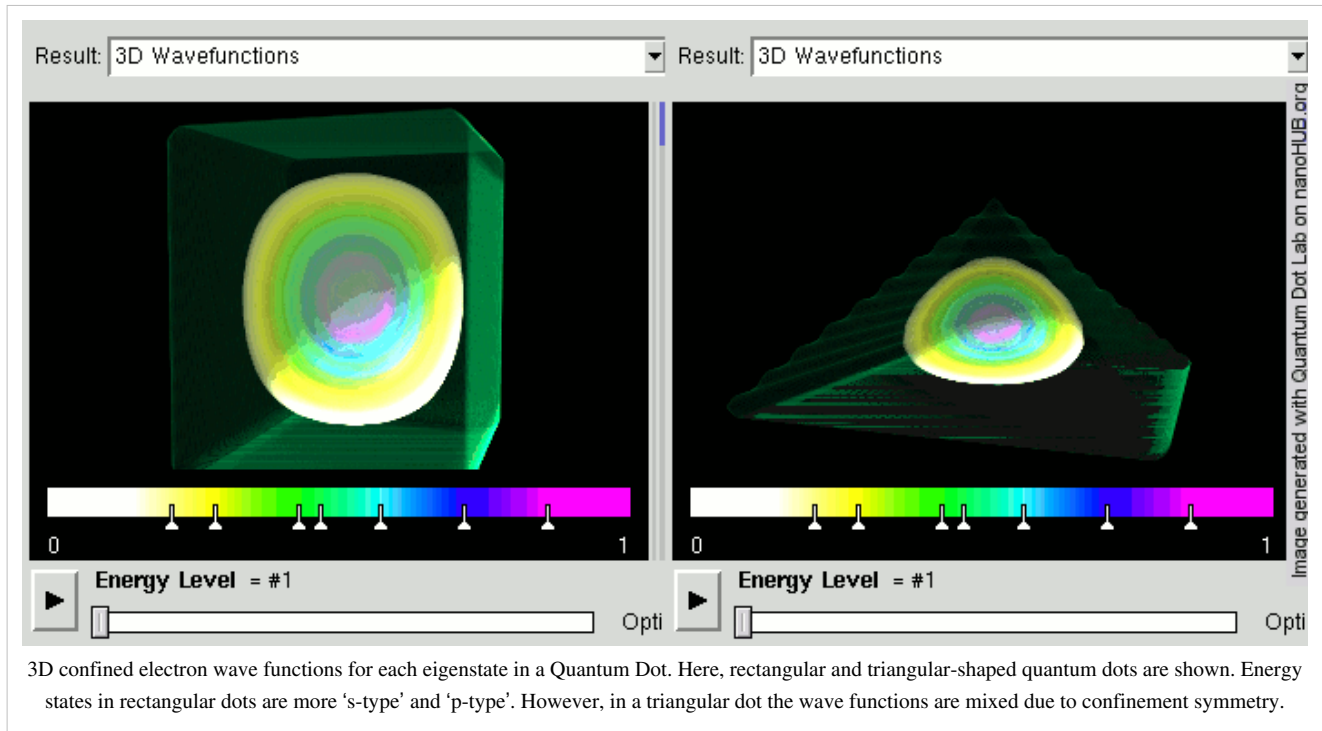 Result: 3D Wavefunctions
Result: 3D Wavefunctions
0 1
0 1
Energy Level = #1
Opti
Energy Level = #1
Opti
Image generated with Quantum Dot Lab on nanoHUB.org
3D confined electron wave functions for each eigenstate in a Quantum Dot. Here, rectangular and triangular-shaped quantum dots are shown. Energy
states in rectangular dots are more ‘s-type’ and ‘p-type’. However, in a triangular dot the wave functions are mixed due to confinement symmetry.